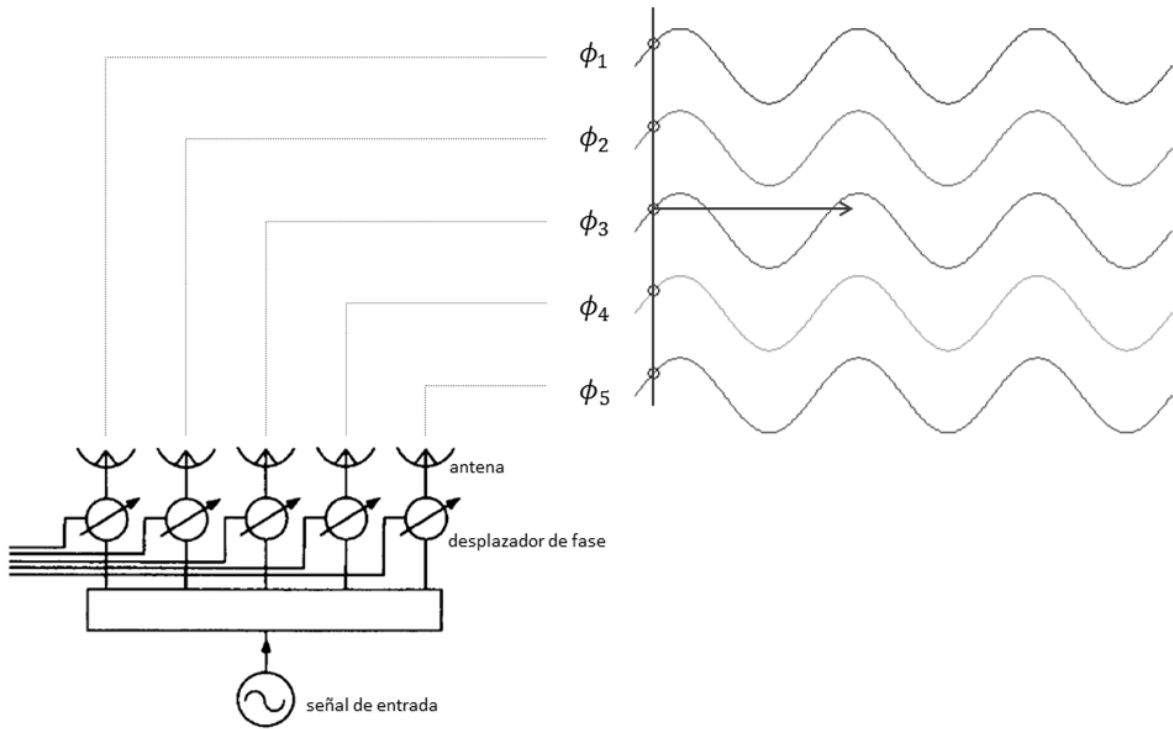 ϕ₁
ϕ₂
ϕ₃
ϕ₄
ϕ₅
antena
desplazador de fase
señal de entrada